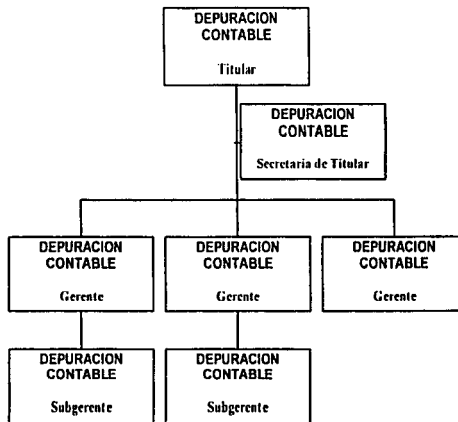 DEPURACION
CONTABLE
Titular
DEPURACION
CONTABLE
Secretaria de Titular
DEPURACION
CONTABLE
Gerente
DEPURACION
CONTABLE
Gerente
DEPURACION
CONTABLE
Gerente
DEPURACION
CONTABLE
Subgerente
DEPURACION
CONTABLE
Subgerente